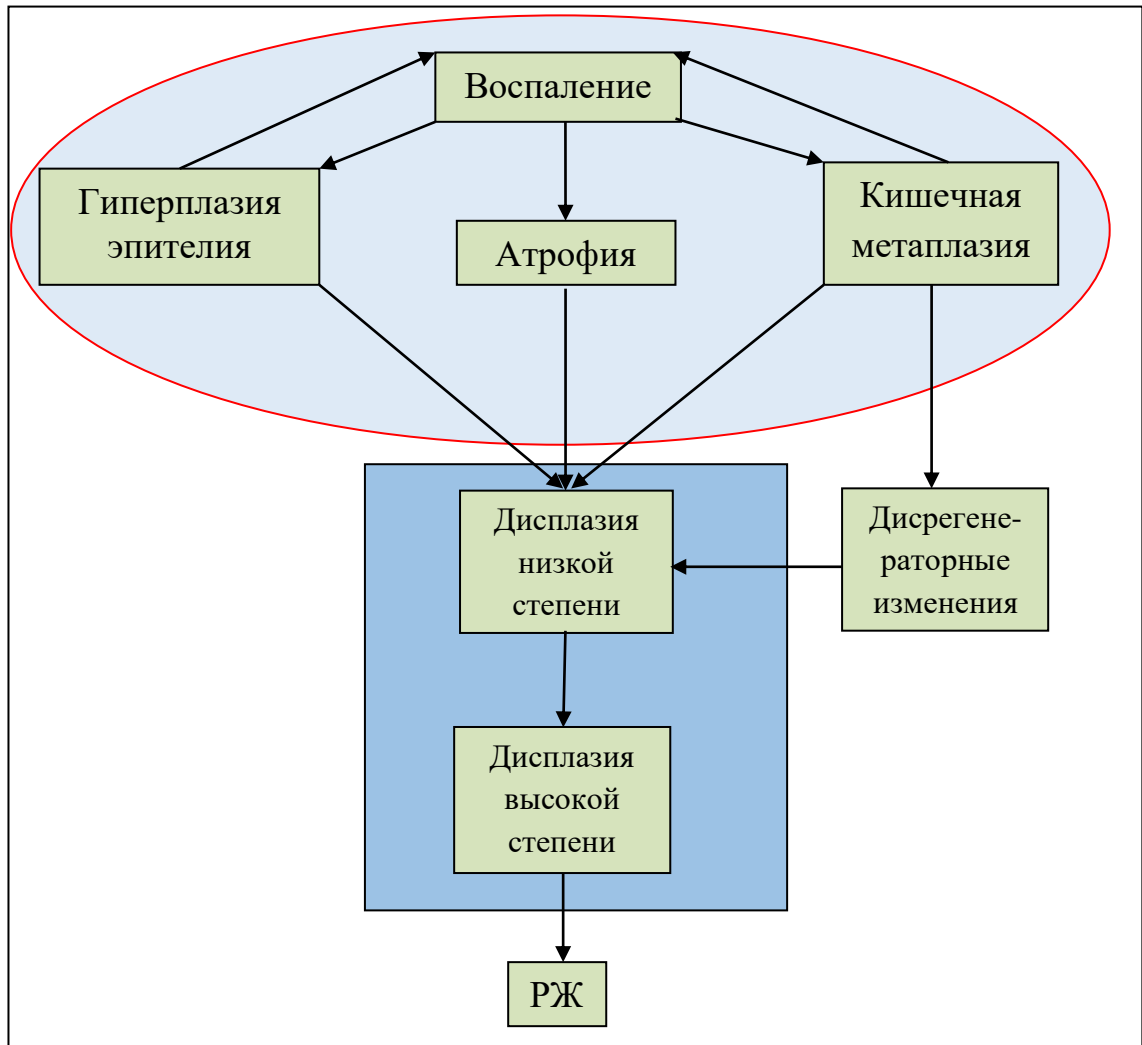 Воспаление
Гиперплазия
эпителия
Атрофия
Кишечная
метаплазия
Дисплазия
низкой
степени
Дисрегене-
раторные
изменения
Дисплазия
высокой
степени
РЖ